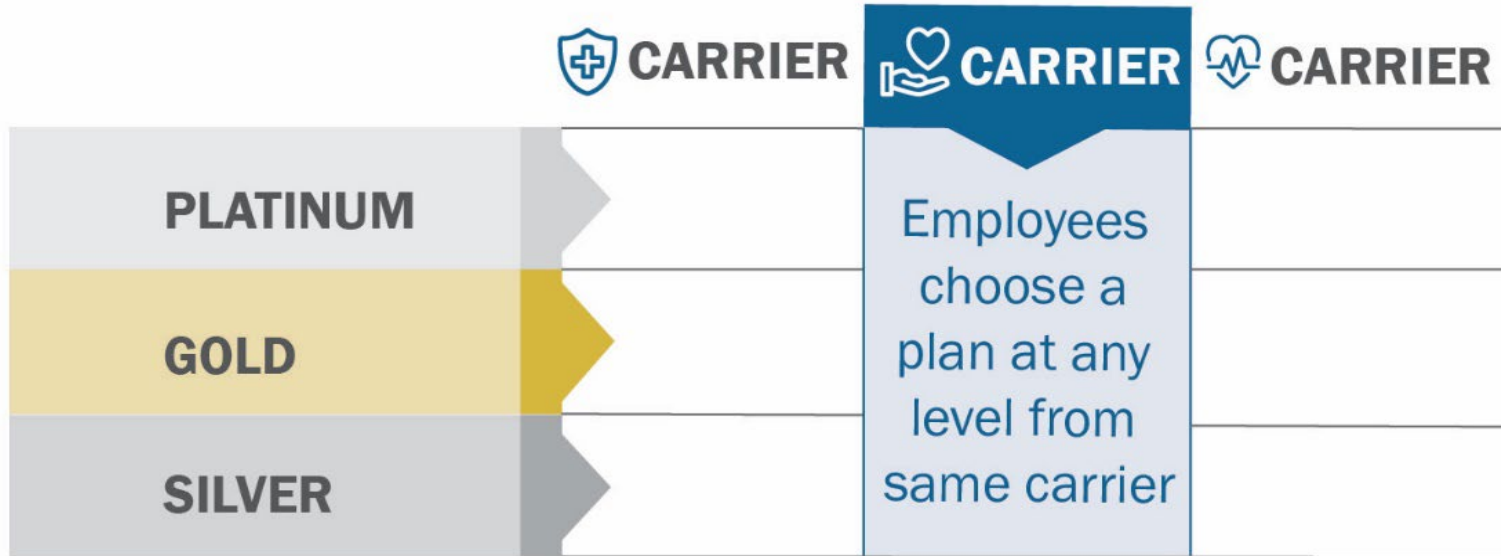 CARRIER CARRIER CARRIER
PLATINUM
GOLD
SILVER
Employees
choose a
plan at any
level from
same carrier